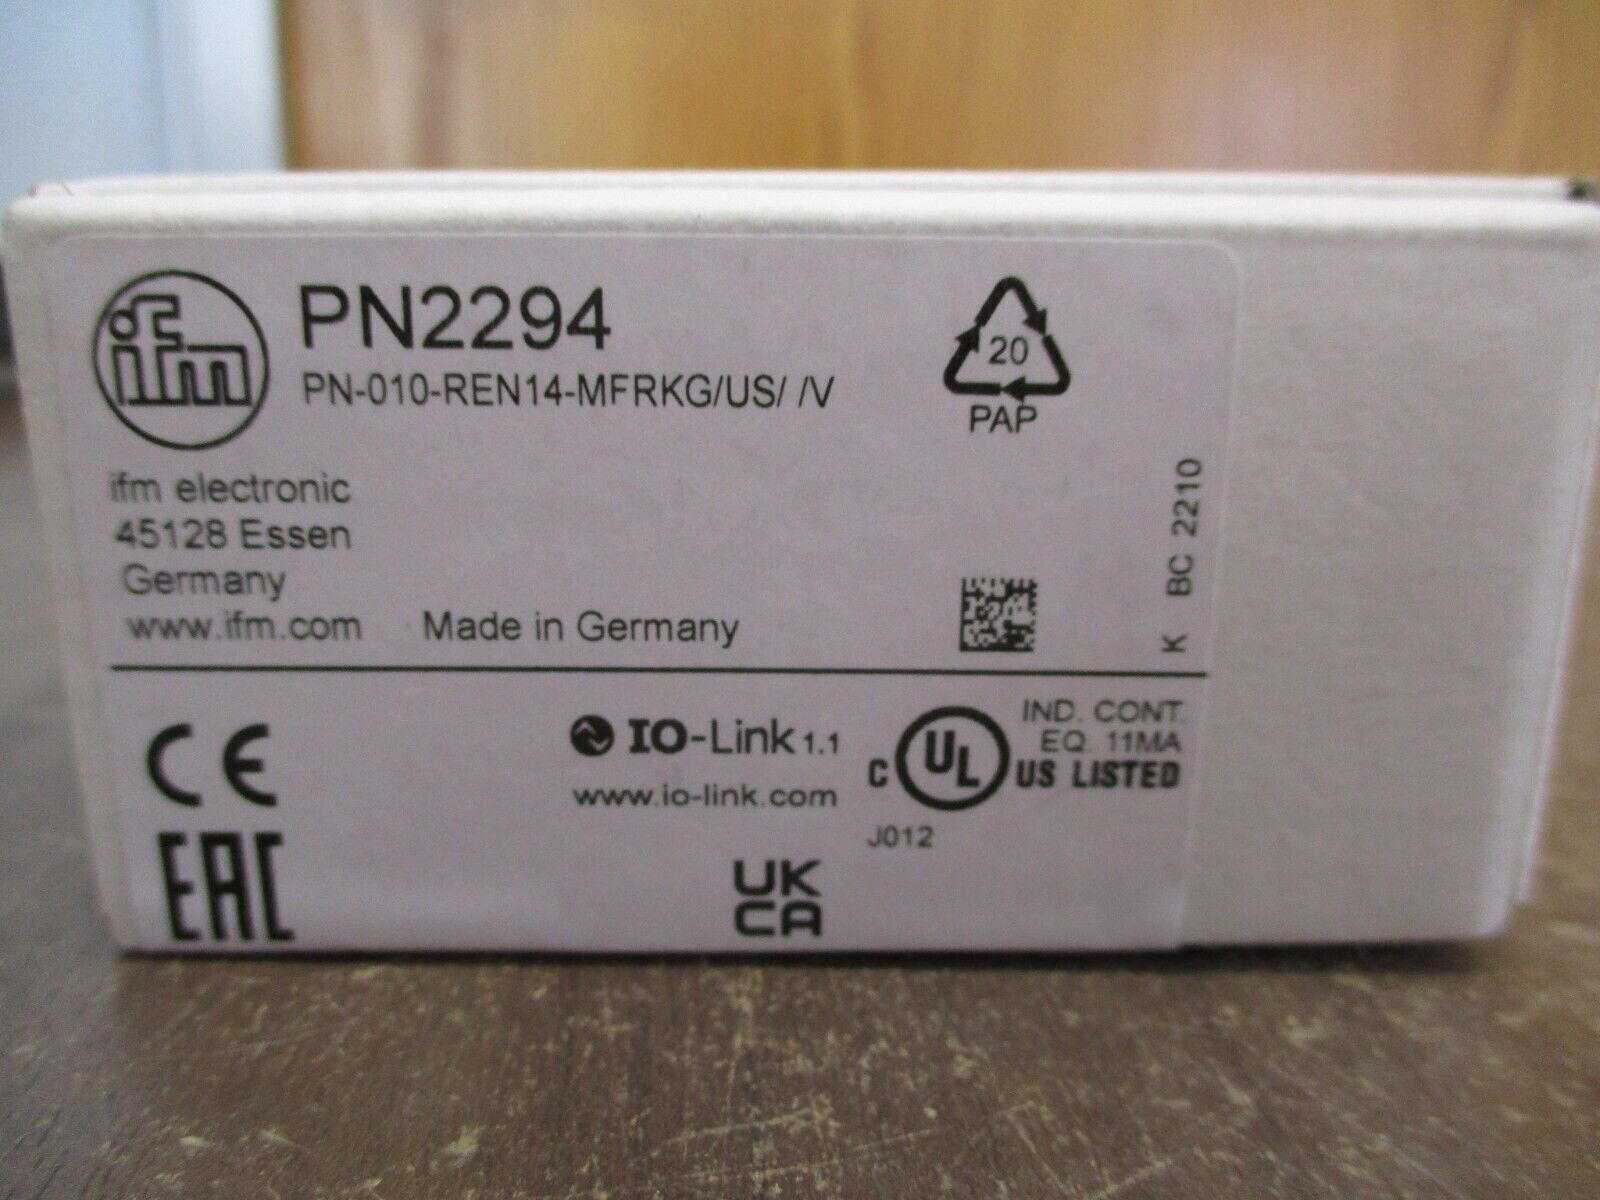 ifm
PN2294
PN-010-REN14-MFRKG/US/ /V
20
PAP
ifm electronic
45128 Essen
Germany
www.ifm.com
Made in Germany
K BC 2210
CE
EAC
IO-Link 1.1
www.io-link.com
C UL US LISTED
IND. CONT.
EQ. 11MA
J012
UK
CA